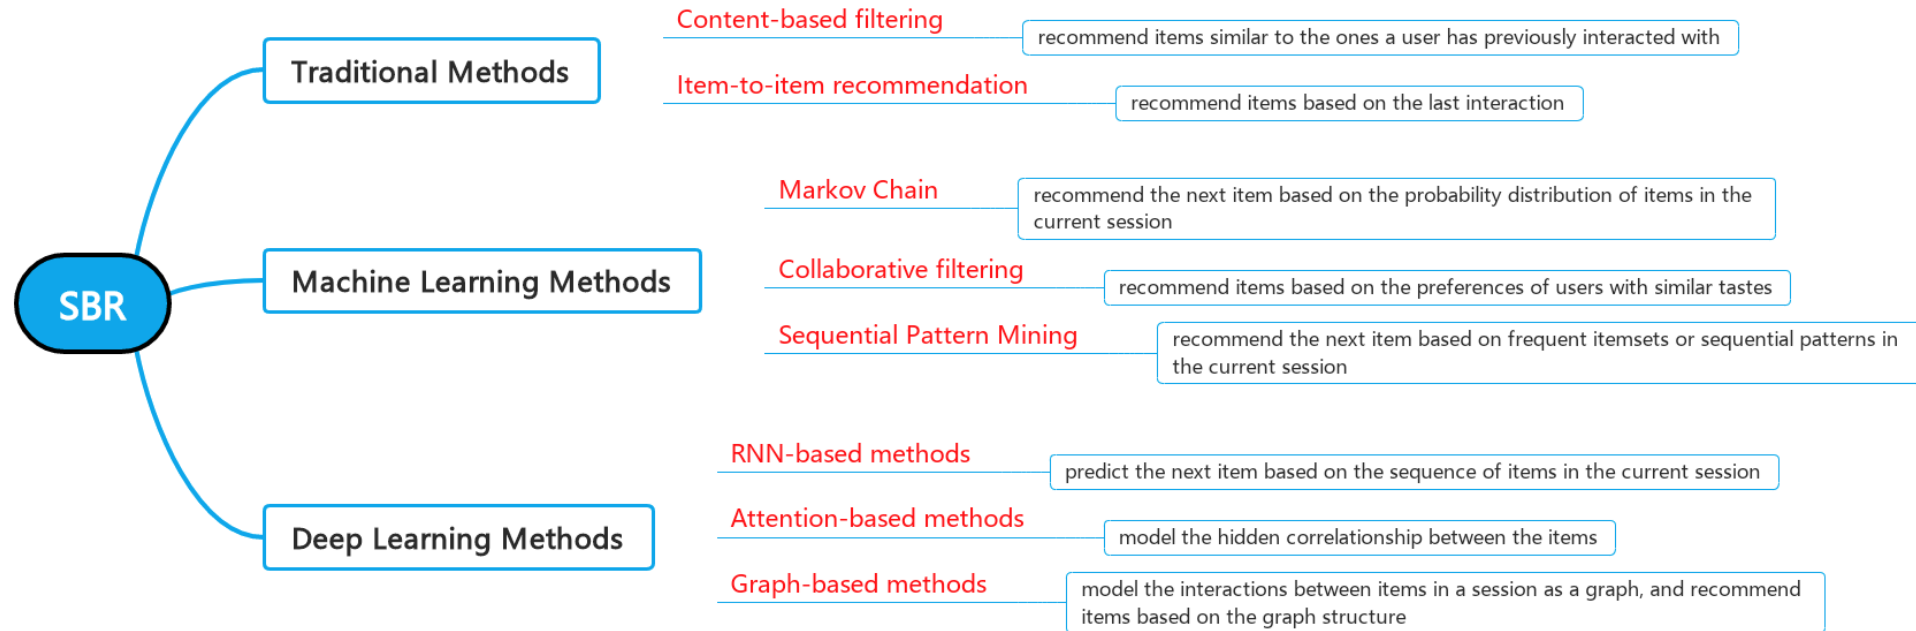 SBR
Traditional Methods
Content-based filtering
recommend items similar to the ones a user has previously interacted with
Item-to-item recommendation
recommend items based on the last interaction
Machine Learning Methods
Markov Chain
recommend the next item based on the probability distribution of items in the
current session
Collaborative filtering
recommend items based on the preferences of users with similar tastes
Sequential Pattern Mining
recommend the next item based on frequent itemsets or sequential patterns in
the current session
Deep Learning Methods
RNN-based methods
predict the next item based on the sequence of items in the current session
Attention-based methods
model the hidden correlationship between the items
Graph-based methods
model the interactions between items in a session as a graph, and recommend
items based on the graph structure